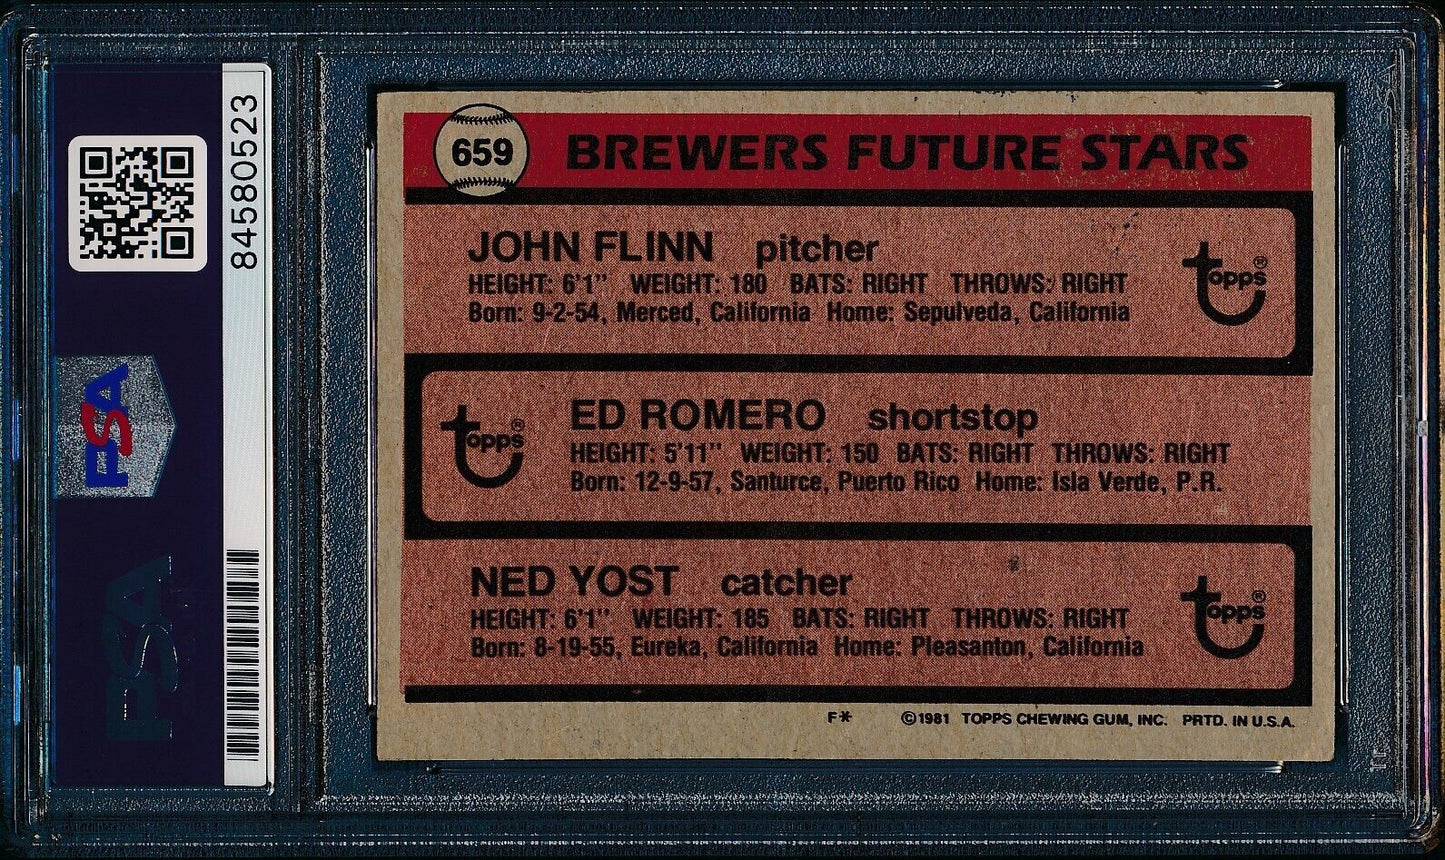 84580523
PSA
PSA
659 BREWERS FUTURE STARS
JOHN FLINN pitcher
HEIGHT: 6'1" WEIGHT: 180 BATS: RIGHT THROWS: RIGHT
Born: 9-2-54, Merced, California Home: Sepulveda, California
topps®
ED ROMERO shortstop
HEIGHT: 5'11" WEIGHT: 150 BATS: RIGHT THROWS: RIGHT
Born: 12-9-57, Santurce, Puerto Rico Home: Isla Verde, P.R.
topps®
NED YOST catcher
HEIGHT: 6'1" WEIGHT: 185 BATS: RIGHT THROWS: RIGHT
Born: 8-19-55, Eureka, California Home: Pleasanton, California
topps®
F* ©1981 TOPPS CHEWING GUM, INC. PRTD. IN U.S.A.